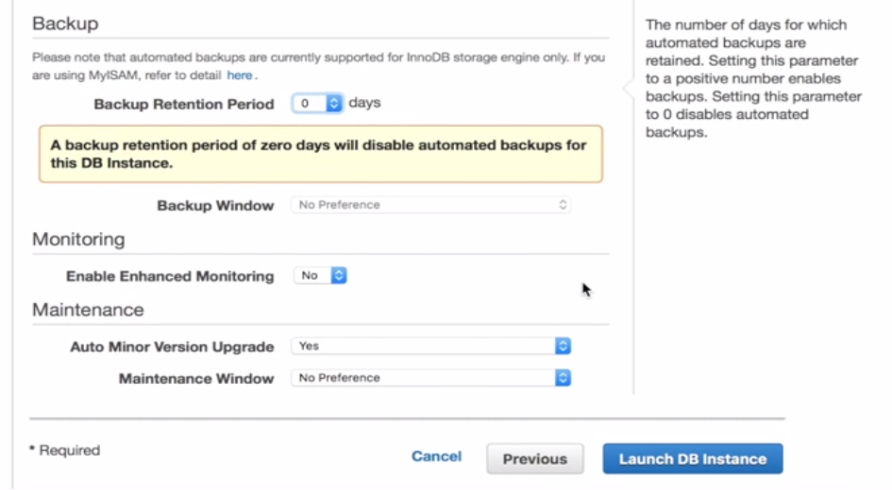 Backup
Please note that automated backups are currently supported for InnoDB storage engine only. If you
are using MyISAM, refer to detail here.
Backup Retention Period 0 days
A backup retention period of zero days will disable automated backups for
this DB Instance.
Backup Window No Preference
Monitoring
Enable Enhanced Monitoring No
Maintenance
Auto Minor Version Upgrade Yes
Maintenance Window No Preference
* Required
Cancel Previous Launch DB Instance
The number of days for which
automated backups are
retained. Setting this parameter
to a positive number enables
backups. Setting this parameter
to 0 disables automated
backups.